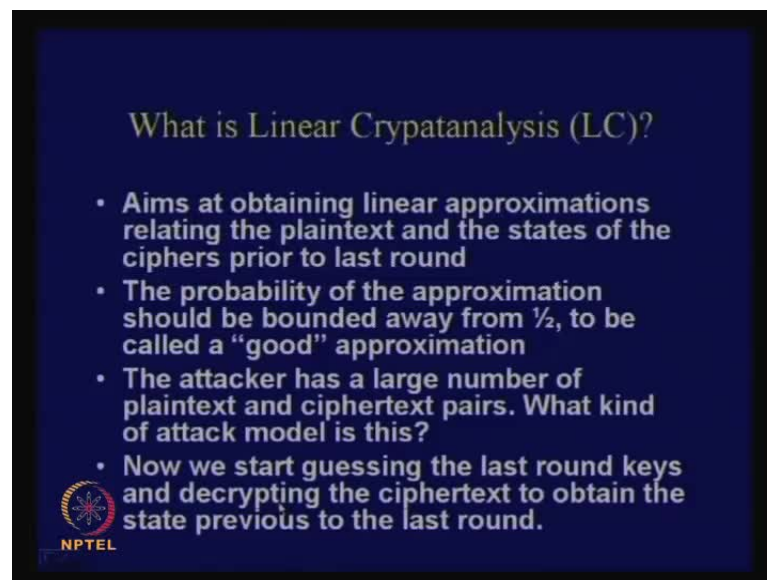 What is Linear Crypatanalysis (LC)?
• Aims at obtaining linear approximations
relating the plaintext and the states of the
ciphers prior to last round
• The probability of the approximation
should be bounded away from ½, to be
called a “good” approximation
• The attacker has a large number of
plaintext and ciphertext pairs. What kind
of attack model is this?
• Now we start guessing the last round keys
and decrypting the ciphertext to obtain the
state previous to the last round.
NPTEL